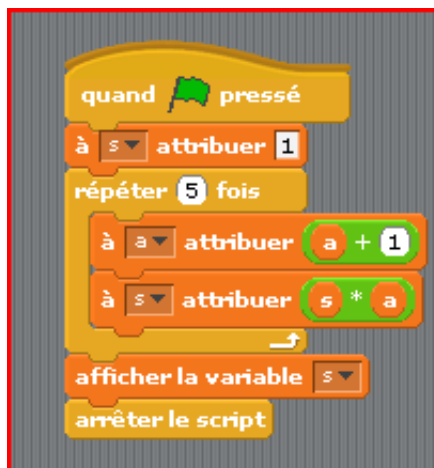 quand pressé
à s attribuer 1
répéter 5 fois
à a attribuer a + 1
à s attribuer s * a
afficher la variable s
arrêter le script